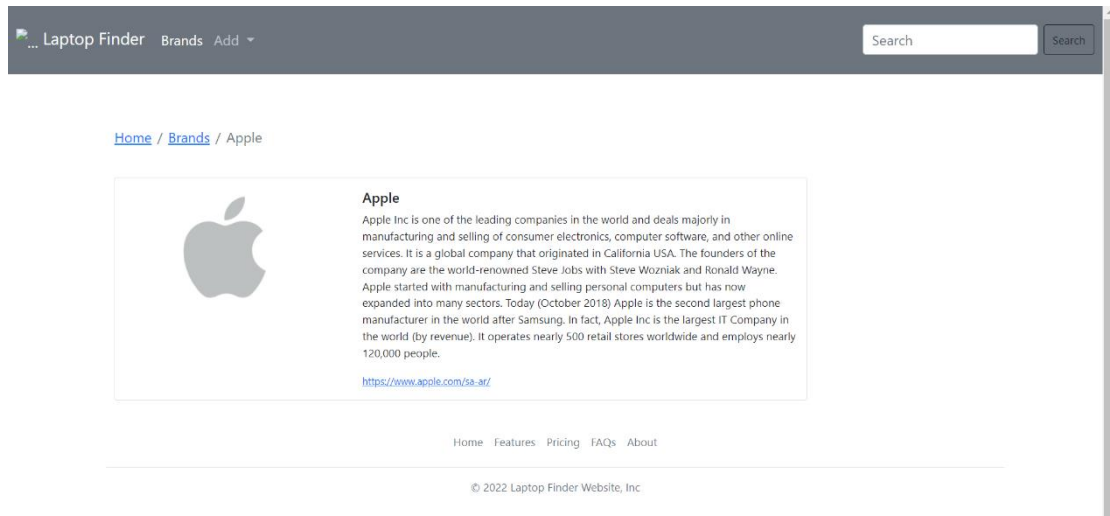 ... Laptop Finder Brands Add Search Search
Home / Brands / Apple
Apple
Apple Inc is one of the leading companies in the world and deals majorly in
manufacturing and selling of consumer electronics, computer software, and other online
services. It is a global company that originated in California USA. The founders of the
company are the world-renowned Steve Jobs with Steve Wozniak and Ronald Wayne.
Apple started with manufacturing and selling personal computers but has now
expanded into many sectors. Today (October 2018) Apple is the second largest phone
manufacturer in the world after Samsung. In fact, Apple Inc is the largest IT Company in
the world (by revenue). It operates nearly 500 retail stores worldwide and employs nearly
120,000 people.
https://www.apple.com/sa-ar/
Home Features Pricing FAQs About
© 2022 Laptop Finder Website, Inc